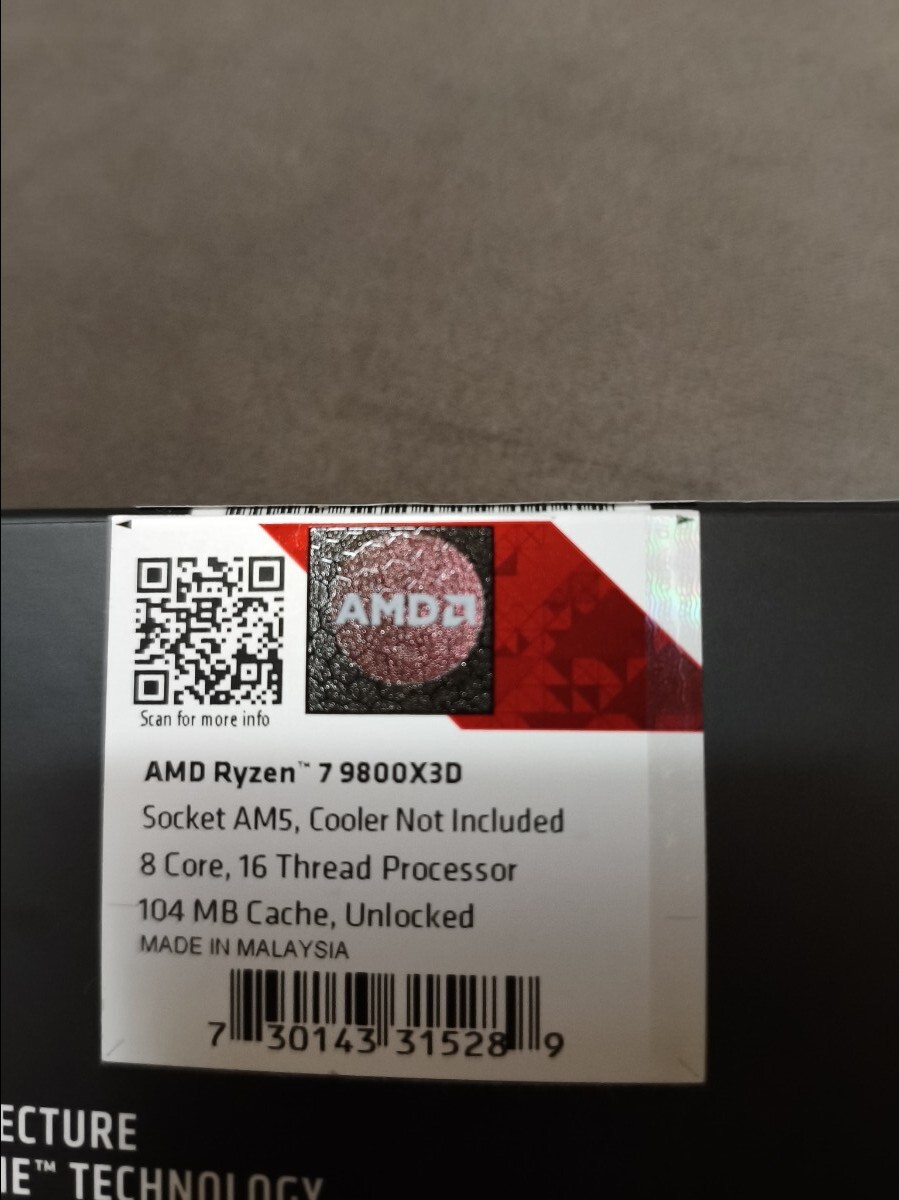 AMD
Scan for more info
AMD Ryzen™ 7 9800X3D
Socket AM5, Cooler Not Included
8 Core, 16 Thread Processor
104 MB Cache, Unlocked
MADE IN MALAYSIA
7 30143 31528 9
ECTURE
IE™ TECHNOLOGY